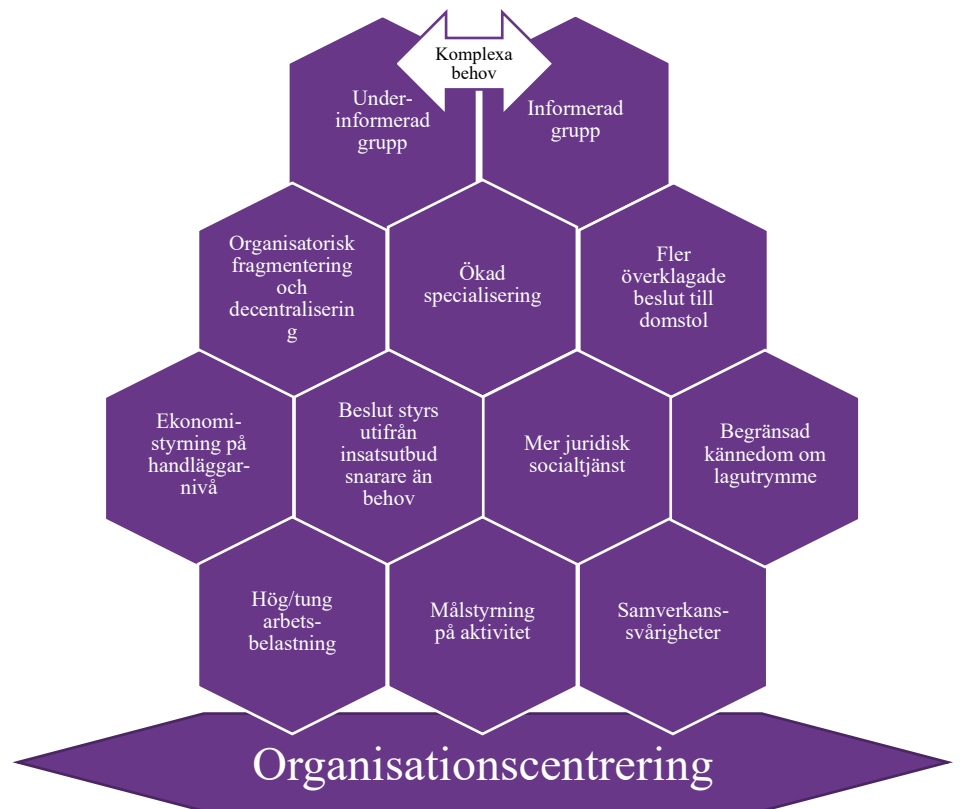 Komplexa
behov
Under-
informerad
grupp
Informerad
grupp
Organisatorisk
fragmentering
och
decentraliserin
g
Ökad
specialisering
Fler
överklagade
beslut till
domstol
Ekonomi-
styrning på
handläggar-
nivå
Beslut styrs
utifrån
insatsutbud
snarare än
behov
Mer juridisk
socialtjänst
Begränsad
kännedom om
lagutrymme
Hög/tung
arbets-
belastning
Målstyrning
på aktivitet
Samverkans-
svårigheter
Organisationscentrering